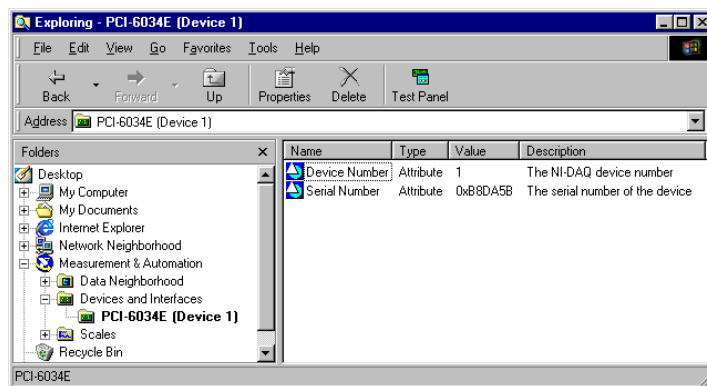 Exploring - PCI-6034E (Device 1)
File Edit View Go Favorites Tools Help
Back Forward Up Properties Delete Test Panel
Address PCI-6034E (Device 1)
Folders
Name Type Value Description
Device Number Attribute 1 The NI-DAQ device number
Serial Number Attribute 0xB8DA5B The serial number of the device
Desktop
My Computer
My Documents
Internet Explorer
Network Neighborhood
Measurement & Automation
Data Neighborhood
Devices and Interfaces
PCI-6034E (Device 1)
Scales
Recycle Bin
PCI-6034E